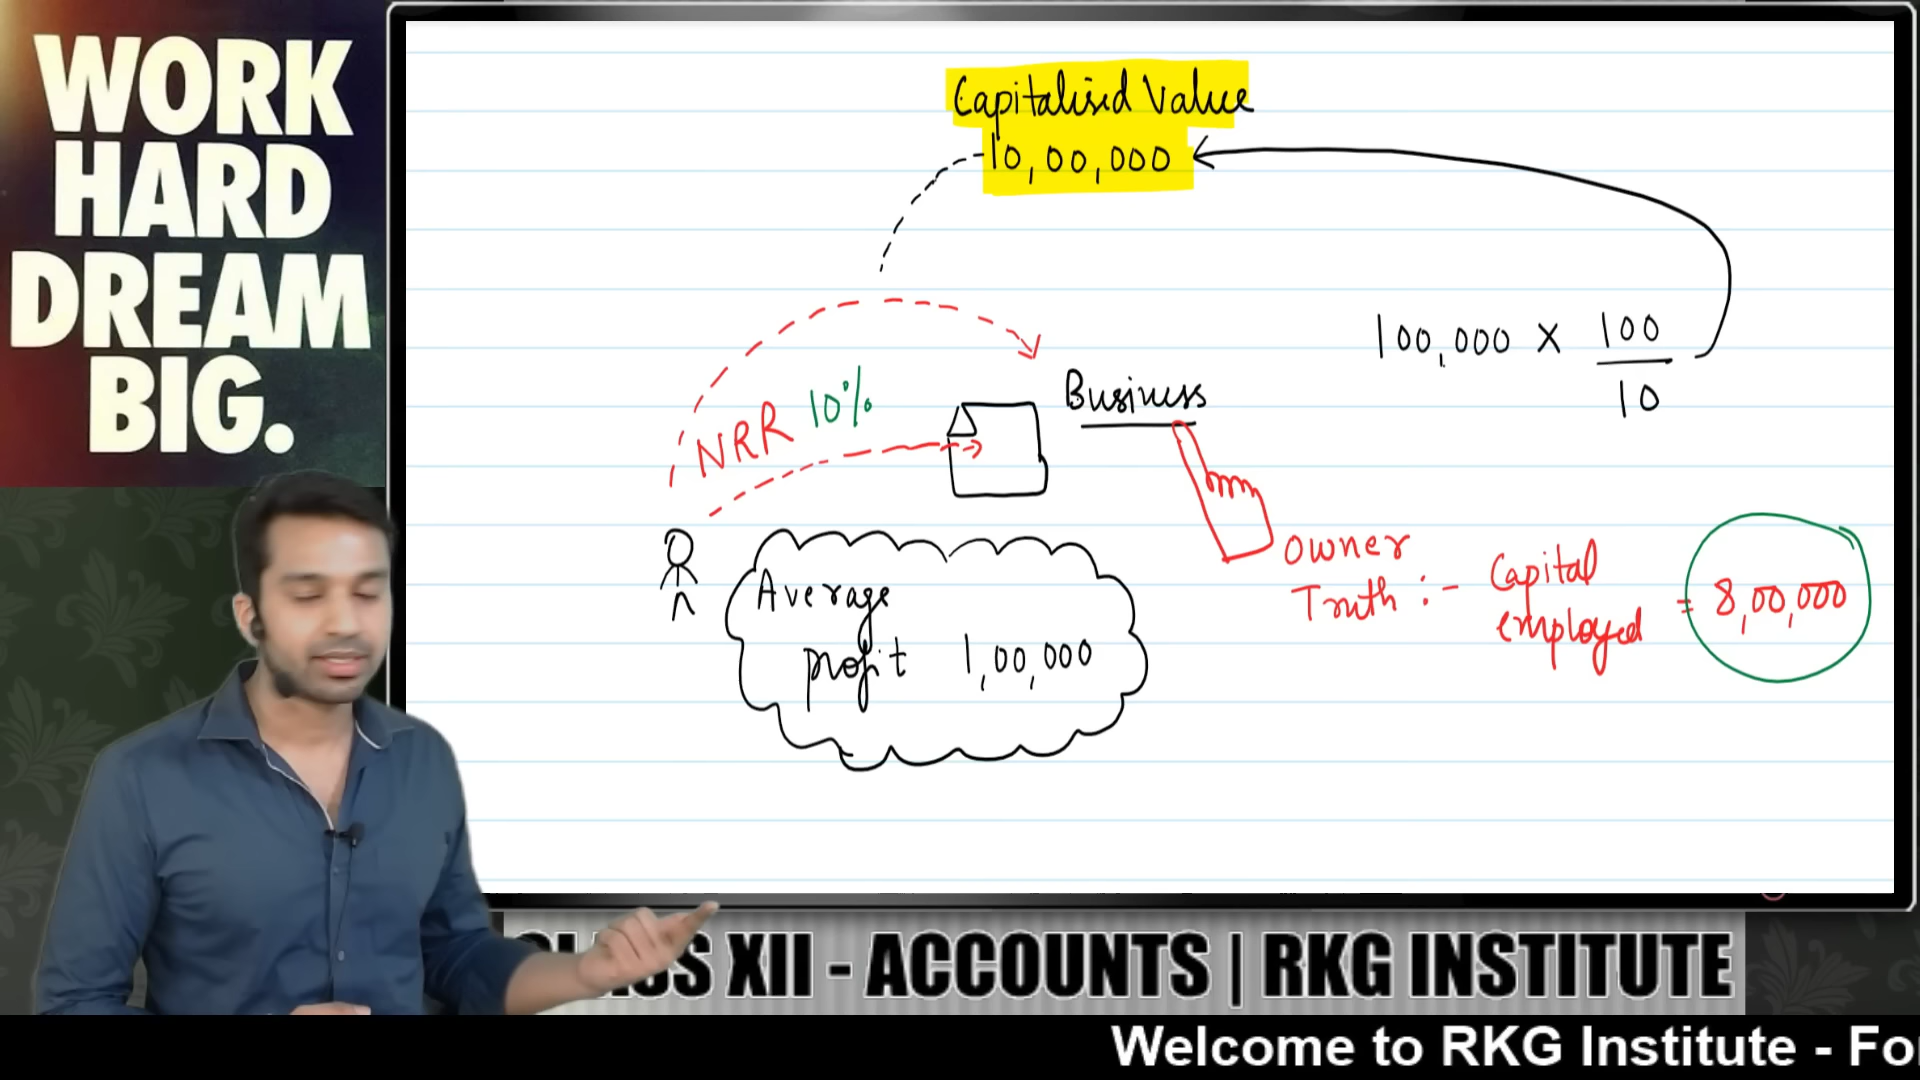 WORK
HARD
DREAM
BIG.
Capitalised Value
10,00,000
100,000 × 100
10
NRR 10%
Business
Average
profit 1,00,000
Owner
Truth :- Capital
employed = 8,00,000
CLASS XII - ACCOUNTS | RKG INSTITUTE
Welcome to RKG Institute - Fo